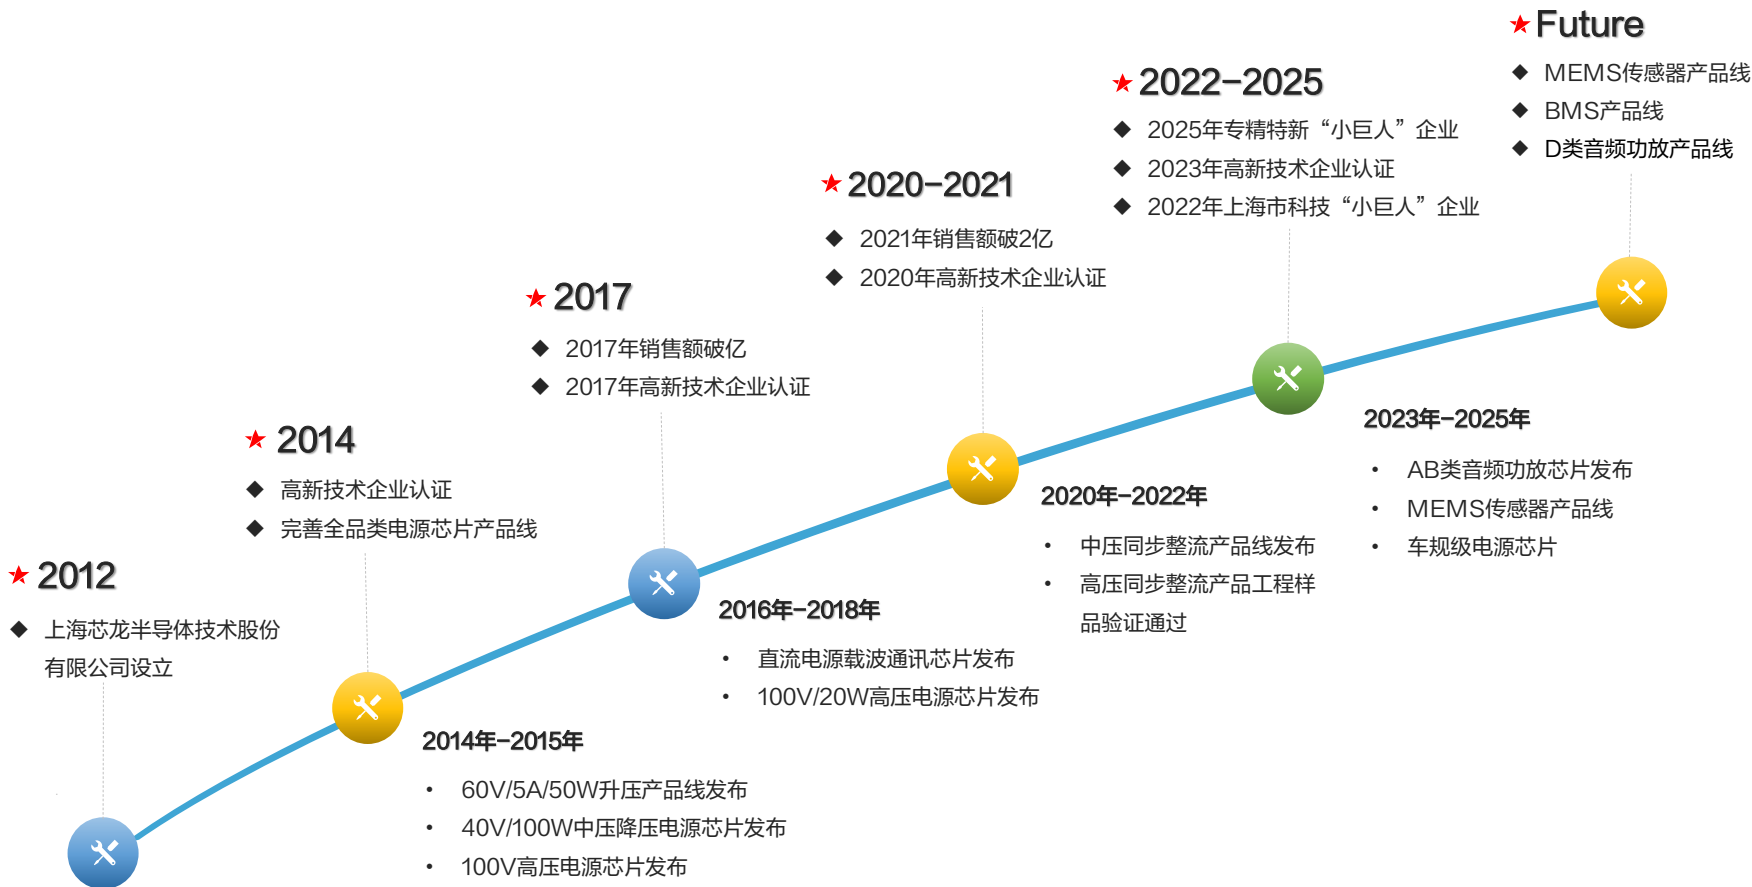 2012
上海芯龙半导体技术股份
有限公司设立
2014
高新技术企业认证
完善全品类电源芯片产品线
2014年-2015年
60V/5A/50W升压产品线发布
40V/100W中压降压电源芯片发布
100V高压电源芯片发布
2017
2017年销售额破亿
2017年高新技术企业认证
2016年-2018年
直流电源载波通讯芯片发布
100V/20W高压电源芯片发布
2020-2021
2021年销售额破2亿
2020年高新技术企业认证
2020年-2022年
中压同步整流产品线发布
高压同步整流产品工程样
品验证通过
2022-2025
2025年专精特新“小巨人”企业
2023年高新技术企业认证
2022年上海市科技“小巨人”企业
2023年-2025年
AB类音频功放芯片发布
MEMS传感器产品线
车规级电源芯片
Future
MEMS传感器产品线
BMS产品线
D类音频功放产品线